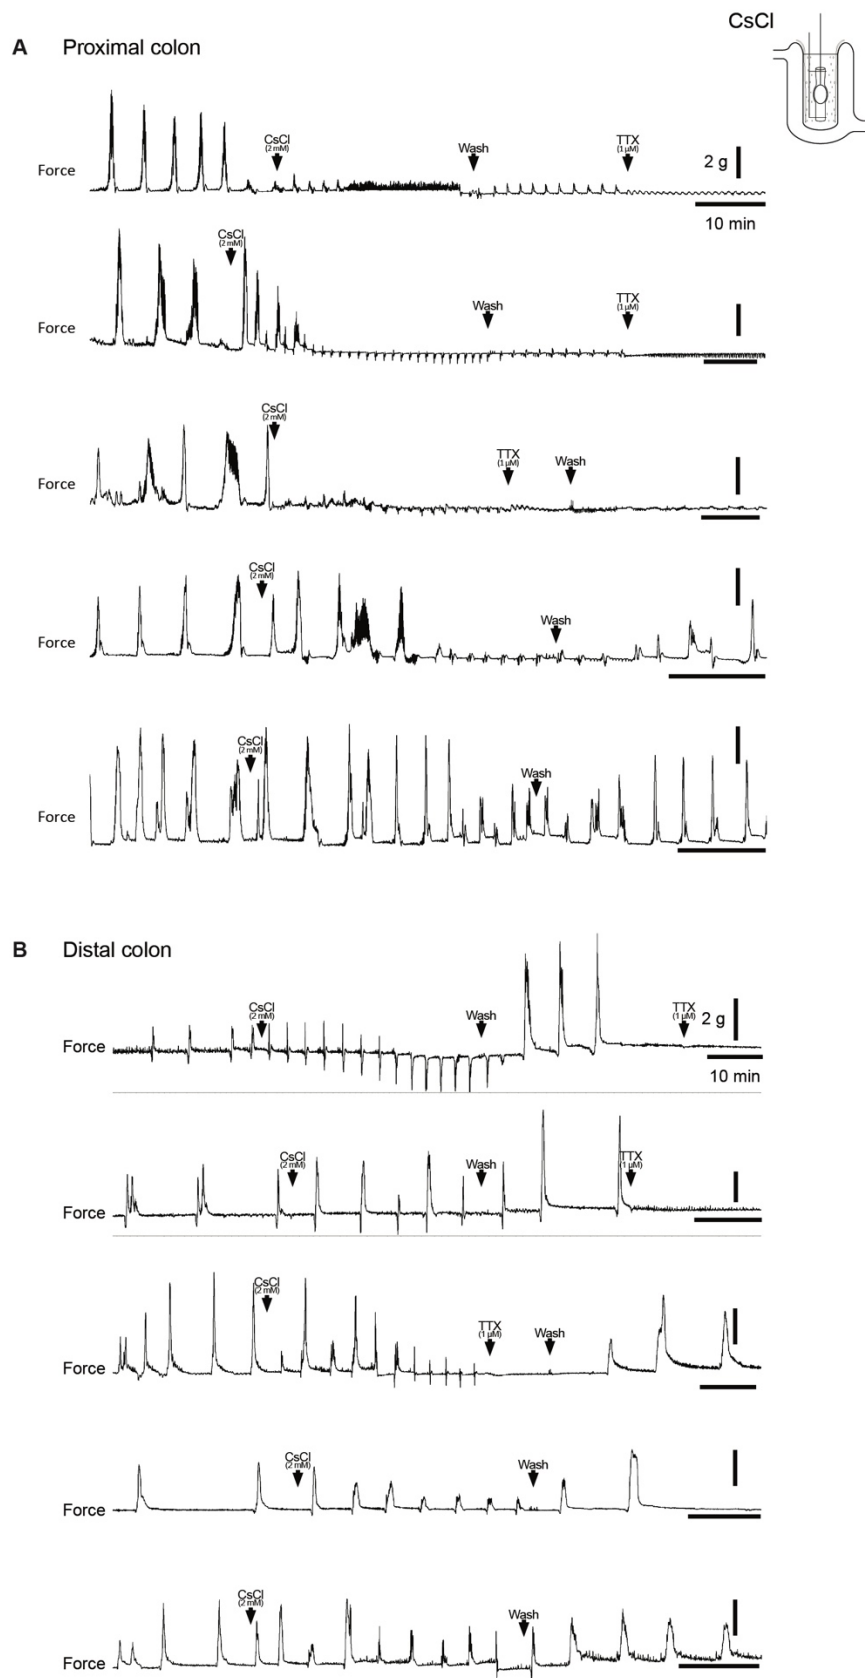 CsCl
A Proximal colon
CsCl
(2 mM)
Wash
TTX
(1 µM)
2 g
Force
10 min
CsCl
(2 mM)
Wash
TTX
(1 µM)
Force
CsCl
(2 mM)
TTX
(1 µM)
Wash
Force
CsCl
(2 mM)
Wash
Force
CsCl
(2 mM)
Wash
Force
B Distal colon
CsCl
(2 mM)
Wash
TTX
(1 µM)
2 g
Force
10 min
CsCl
(2 mM)
Wash
TTX
(1 µM)
Force
CsCl
(2 mM)
TTX
(1 µM)
Wash
Force
CsCl
(2 mM)
Wash
Force
CsCl
(2 mM)
Wash
Force